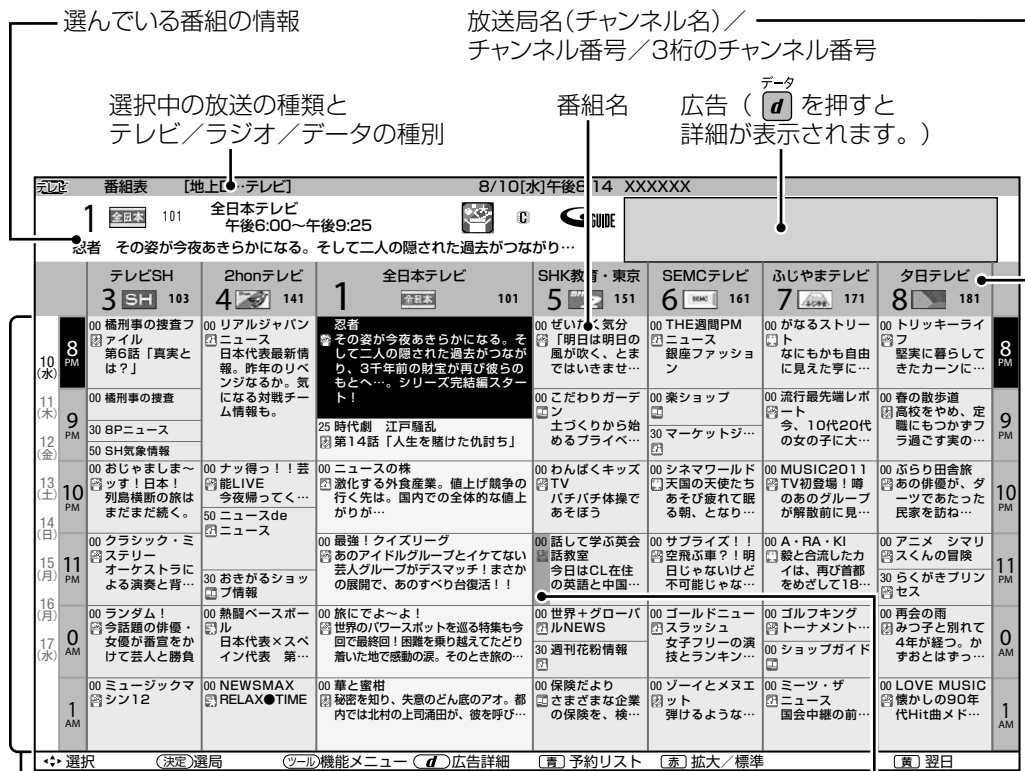 選んでいる番組の情報
放送局名(チャンネル名)／
チャンネル番号／3桁のチャンネル番号
選択中の放送の種類と
テレビ／ラジオ／データの種別
番組名
データ
広告（ d を押すと
詳細が表示されます。）
テレビ 番組表 [地上D…テレビ] 8/10[水]午後8:14 XXXXXX
1 全日本 101 全日本テレビ
午後6:00～午後9:25
G GUIDE
忍者 その姿が今夜あきらかになる。そして二人の隠された過去がつながり…
テレビSH
3 SH 103
2honテレビ
4 141
全日本テレビ
1 全日本 101
SHK教育・東京
5 151
SEMCテレビ
6 SEMC 161
ふじやまテレビ
7 ふじやま 171
夕日テレビ
8 181
10
(水)
11
(木)
12
(金)
13
(土)
14
(日)
15
(月)
16
(月)
17
(水)
8
PM
9
PM
10
PM
11
PM
0
AM
1
AM
00 橘刑事の捜査フ
ァイル
第6話「真実と
は？」
00 橘刑事の捜査
30 8Pニュース
50 SH気象情報
00 おじゃましま～
ッす！日本！
列島横断の旅は
まだまだ続く。
00 クラシック・ミ
ステリー
オーケストラに
よる演奏と背…
00 ランダム！
今話題の俳優・
女優が番宣をか
けて芸人と勝負
00 ミュージックマ
シン12
00 リアルジャパン
ニュース
日本代表最新情
報。昨年のリベ
ンジなるか。気
になる対戦チー
ム情報も。
00 ナッ得っ！！芸
能LIVE
今夜帰ってく…
50 ニュースde
ニュース
30 おきがるショッ
プ情報
00 熱闘ベースボー
ル
日本代表×スペ
イン代表 第…
00 NEWSMAX
RELAX●TIME
忍者
その姿が今夜あきらかになる。そ
して二人の隠された過去がつなが
り、3千年前の財宝が再び彼らの
もとへ…。シリーズ完結編スター
ト！
25 時代劇 江戸騒乱
第14話「人生を賭けた仇討ち」
00 ニュースの株
激化する外食産業。値上げ競争の
行く先は。国内での全体的な値上
がりが…
00 最強！クイズリーグ
あのアイドルグループとイケてない
芸人グループがデスマッチ！まさか
の展開で、あのすべり台復活！！
00 旅にでよ～よ！
世界のパワースポットを巡る特集も今
回で最終回！困難を乗り越えてたどり
着いた地で感動の涙。そのとき旅の…
00 華と蜜柑
秘密を知り、失意のどん底のアオ。都
内では北村の上司涌田が、彼を呼び…
00 ぜいたく気分
「明日は明日の
風が吹く、とま
ではいきませ…
00 こだわりガーデ
ン
土づくりから始
めるプライベ…
00 わんぱくキッズ
TV
パチパチ体操で
あそぼう
00 話して学ぶ英会
話教室
今日はCL在住
の英語と中国…
00 世界＋グローバ
ルNEWS
30 週刊花粉情報
00 保険だより
さまざまな企業
の保険を、検…
00 THE週間PM
ニュース
銀座ファッショ
ン
00 楽ショップ
30 マーケットジ…
00 シネマワールド
天国の天使たち
あそび疲れて眠
る朝、となり…
00 サプライズ！！
空飛ぶ車？！明
日じゃないけど
不可能じゃな…
00 ゴールドニュー
スラッシュ
女子フリーの演
技とランキン…
00 ゾーイとメヌエ
ット
弾けるような…
00 がなるストリー
ト
なにもかも自由
に見えた亨に…
00 流行最先端レポ
ート
今、10代20代
の女の子に大…
00 MUSIC2011
TV初登場！噂
のあのグループ
が解散前に見…
00 A・RA・KI
毅と合流したカ
イは、再び首都
をめざして18…
00 ゴルフキング
トーナメント…
00 ショップガイド
00 ミーツ・ザ
ニュース
国会中継の前…
00 トリッキーライ
フ
堅実に暮らして
きたカーンに…
00 春の散歩道
高校をやめ、定
職にもつかずフ
ラ過ごす実の…
00 ぶらり田舎旅
あの俳優が、ダ
ーツであたった
民家を訪ね…
00 アニメ シマリ
スくんの冒険
30 らくがきプリン
セス
00 再会の雨
みつ子と別れて
4年が経つ。か
ずおとはずっ…
00 LOVE MUSIC
懐かしの90年
代Hit曲メド…
8
PM
9
PM
10
PM
11
PM
0
AM
1
AM
選択 決定 選局 ツール 機能メニュー d 広告詳細 青 予約リスト 赤 拡大／標準 黄 翌日